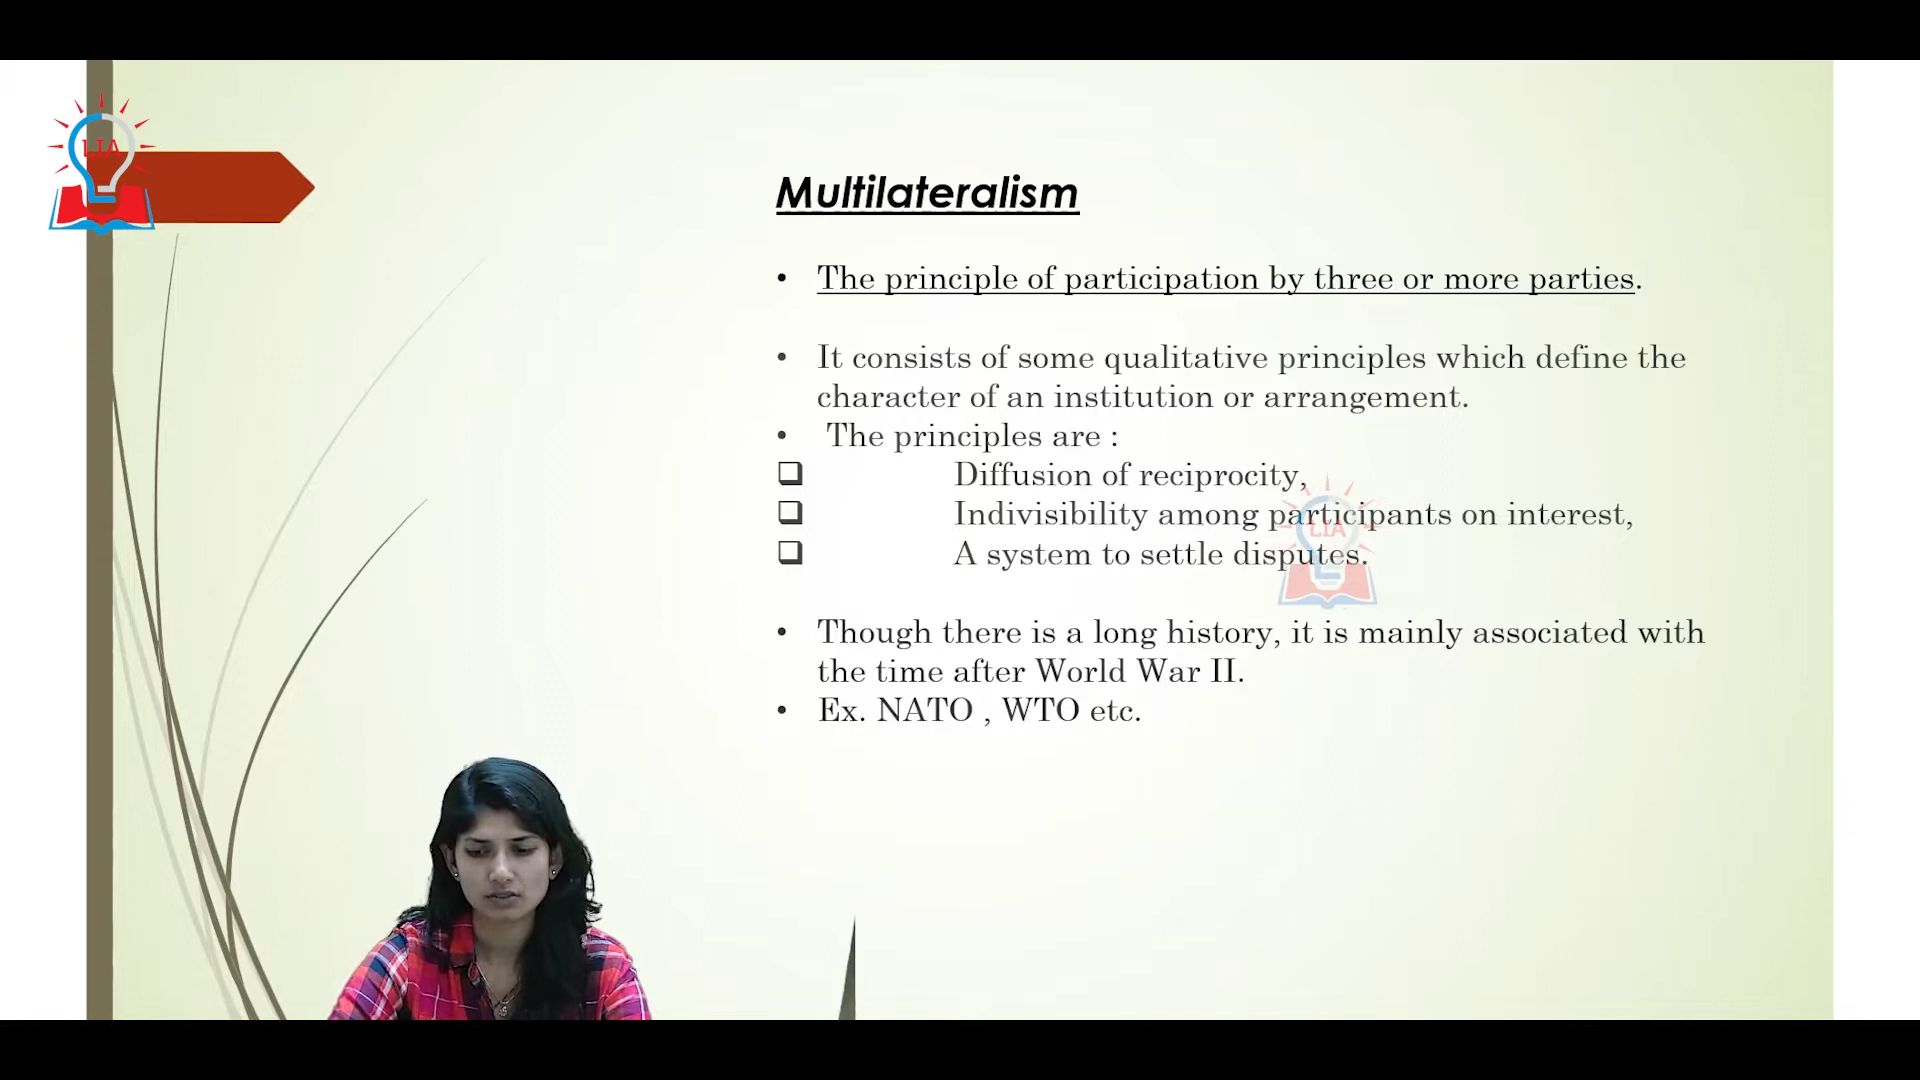 LIA
Multilateralism
• The principle of participation by three or more parties.
• It consists of some qualitative principles which define the
character of an institution or arrangement.
• The principles are :
❑ Diffusion of reciprocity,
❑ Indivisibility among participants on interest,
❑ A system to settle disputes.
LIA
• Though there is a long history, it is mainly associated with
the time after World War II.
• Ex. NATO , WTO etc.